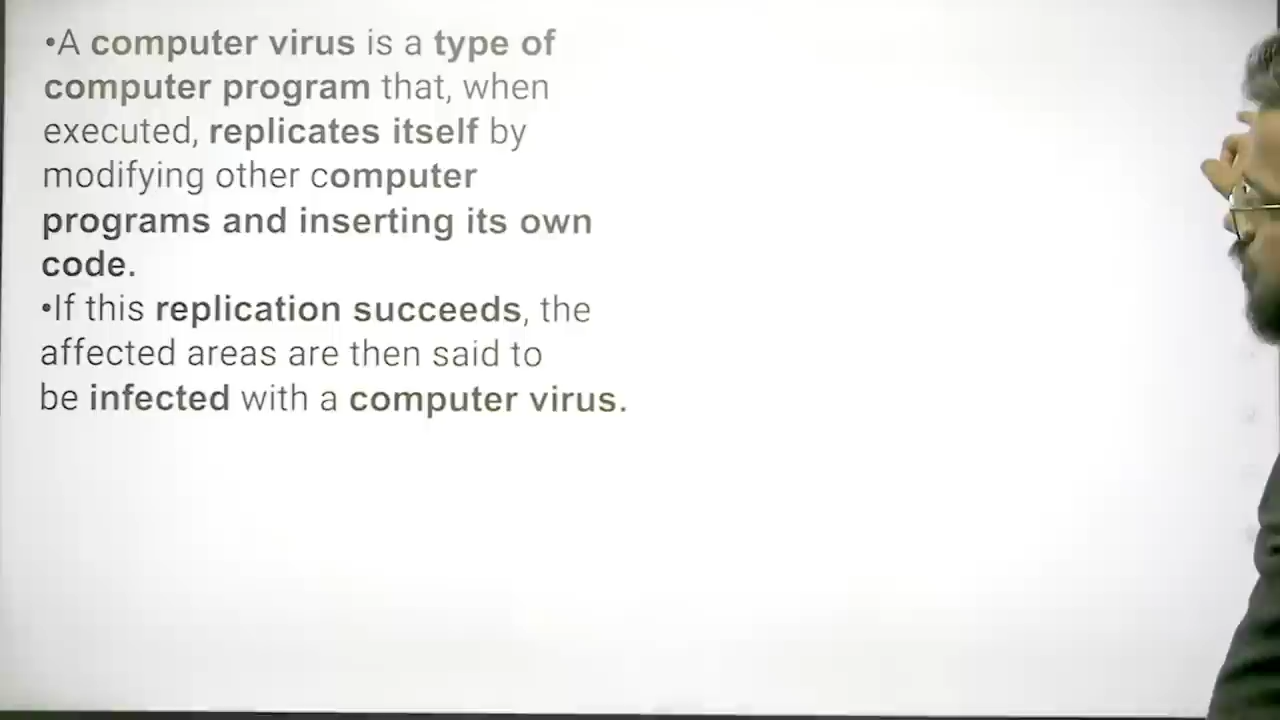 •A computer virus is a type of
computer program that, when
executed, replicates itself by
modifying other computer
programs and inserting its own
code.
•If this replication succeeds, the
affected areas are then said to
be infected with a computer virus.